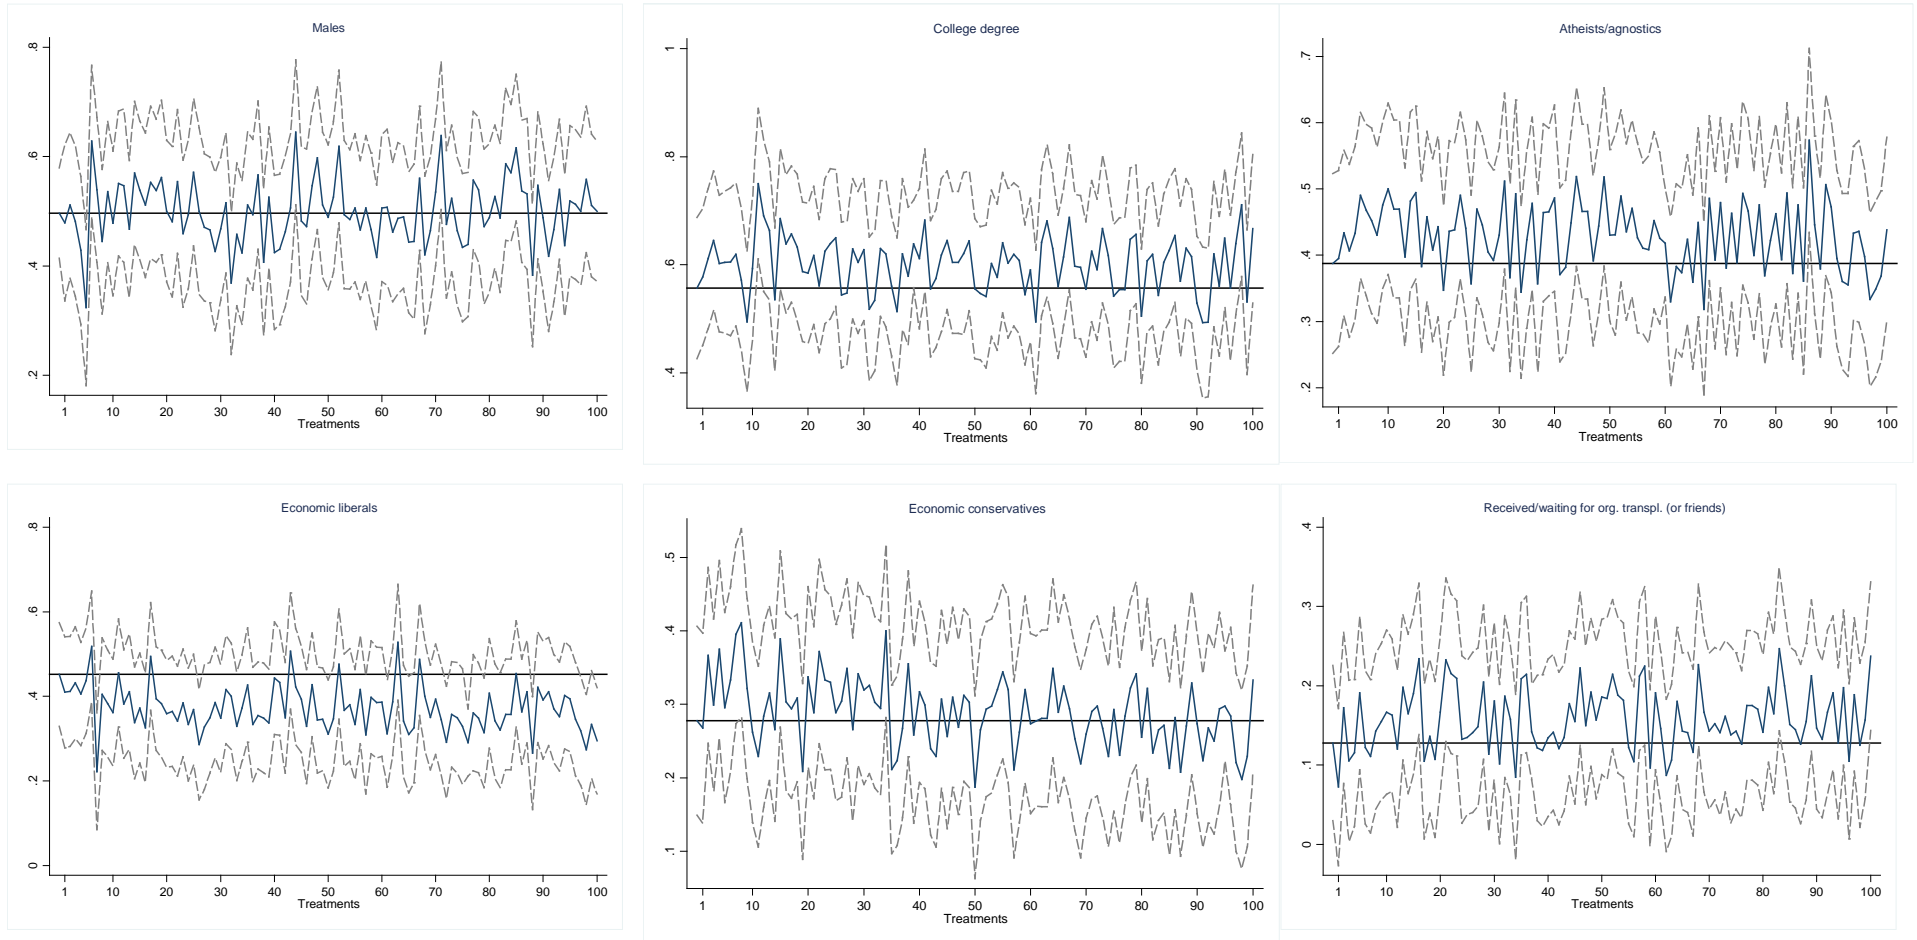 Males
.8
.6
.4
.2
1 10 20 30 40 50 60 70 80 90 100
Treatments
College degree
1
.8
.6
.4
1 10 20 30 40 50 60 70 80 90 100
Treatments
Atheists/agnostics
.7
.6
.5
.4
.3
.2
1 10 20 30 40 50 60 70 80 90 100
Treatments
Economic liberals
.8
.6
.4
.2
0
1 10 20 30 40 50 60 70 80 90 100
Treatments
Economic conservatives
.5
.4
.3
.2
.1
1 10 20 30 40 50 60 70 80 90 100
Treatments
Received/waiting for org. transpl. (or friends)
.4
.3
.2
.1
0
1 10 20 30 40 50 60 70 80 90 100
Treatments